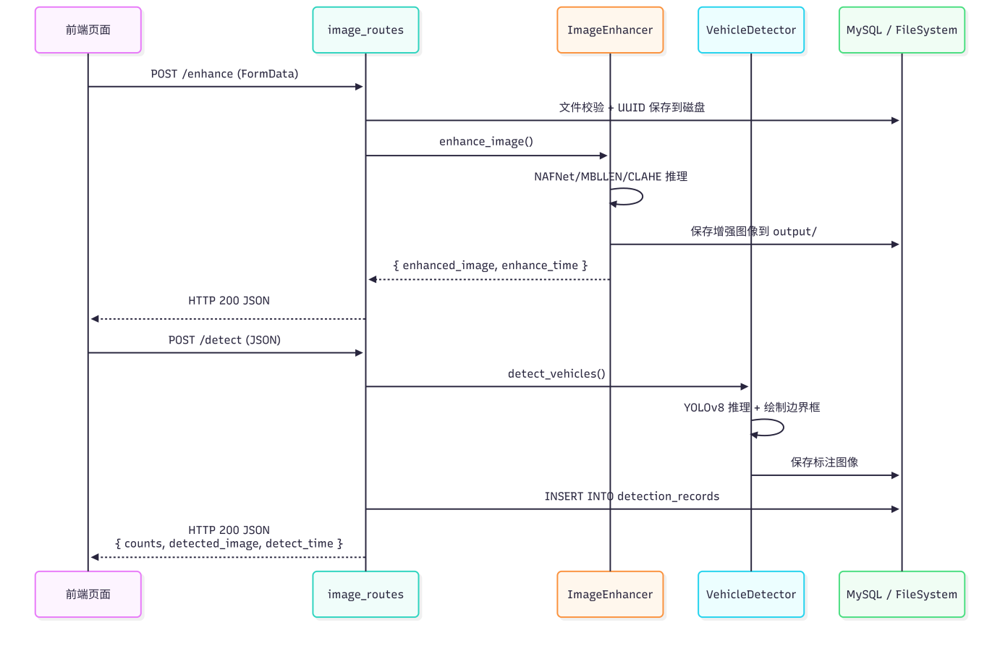 前端页面
image_routes
ImageEnhancer
VehicleDetector
MySQL / FileSystem
POST /enhance (FormData)
文件校验 + UUID 保存到磁盘
enhance_image()
NAFNet/MBLLEN/CLAHE 推理
保存增强图像到 output/
{ enhanced_image, enhance_time }
HTTP 200 JSON
POST /detect (JSON)
detect_vehicles()
YOLOv8 推理 + 绘制边界框
保存标注图像
INSERT INTO detection_records
HTTP 200 JSON
{ counts, detected_image, detect_time }
前端页面
image_routes
ImageEnhancer
VehicleDetector
MySQL / FileSystem